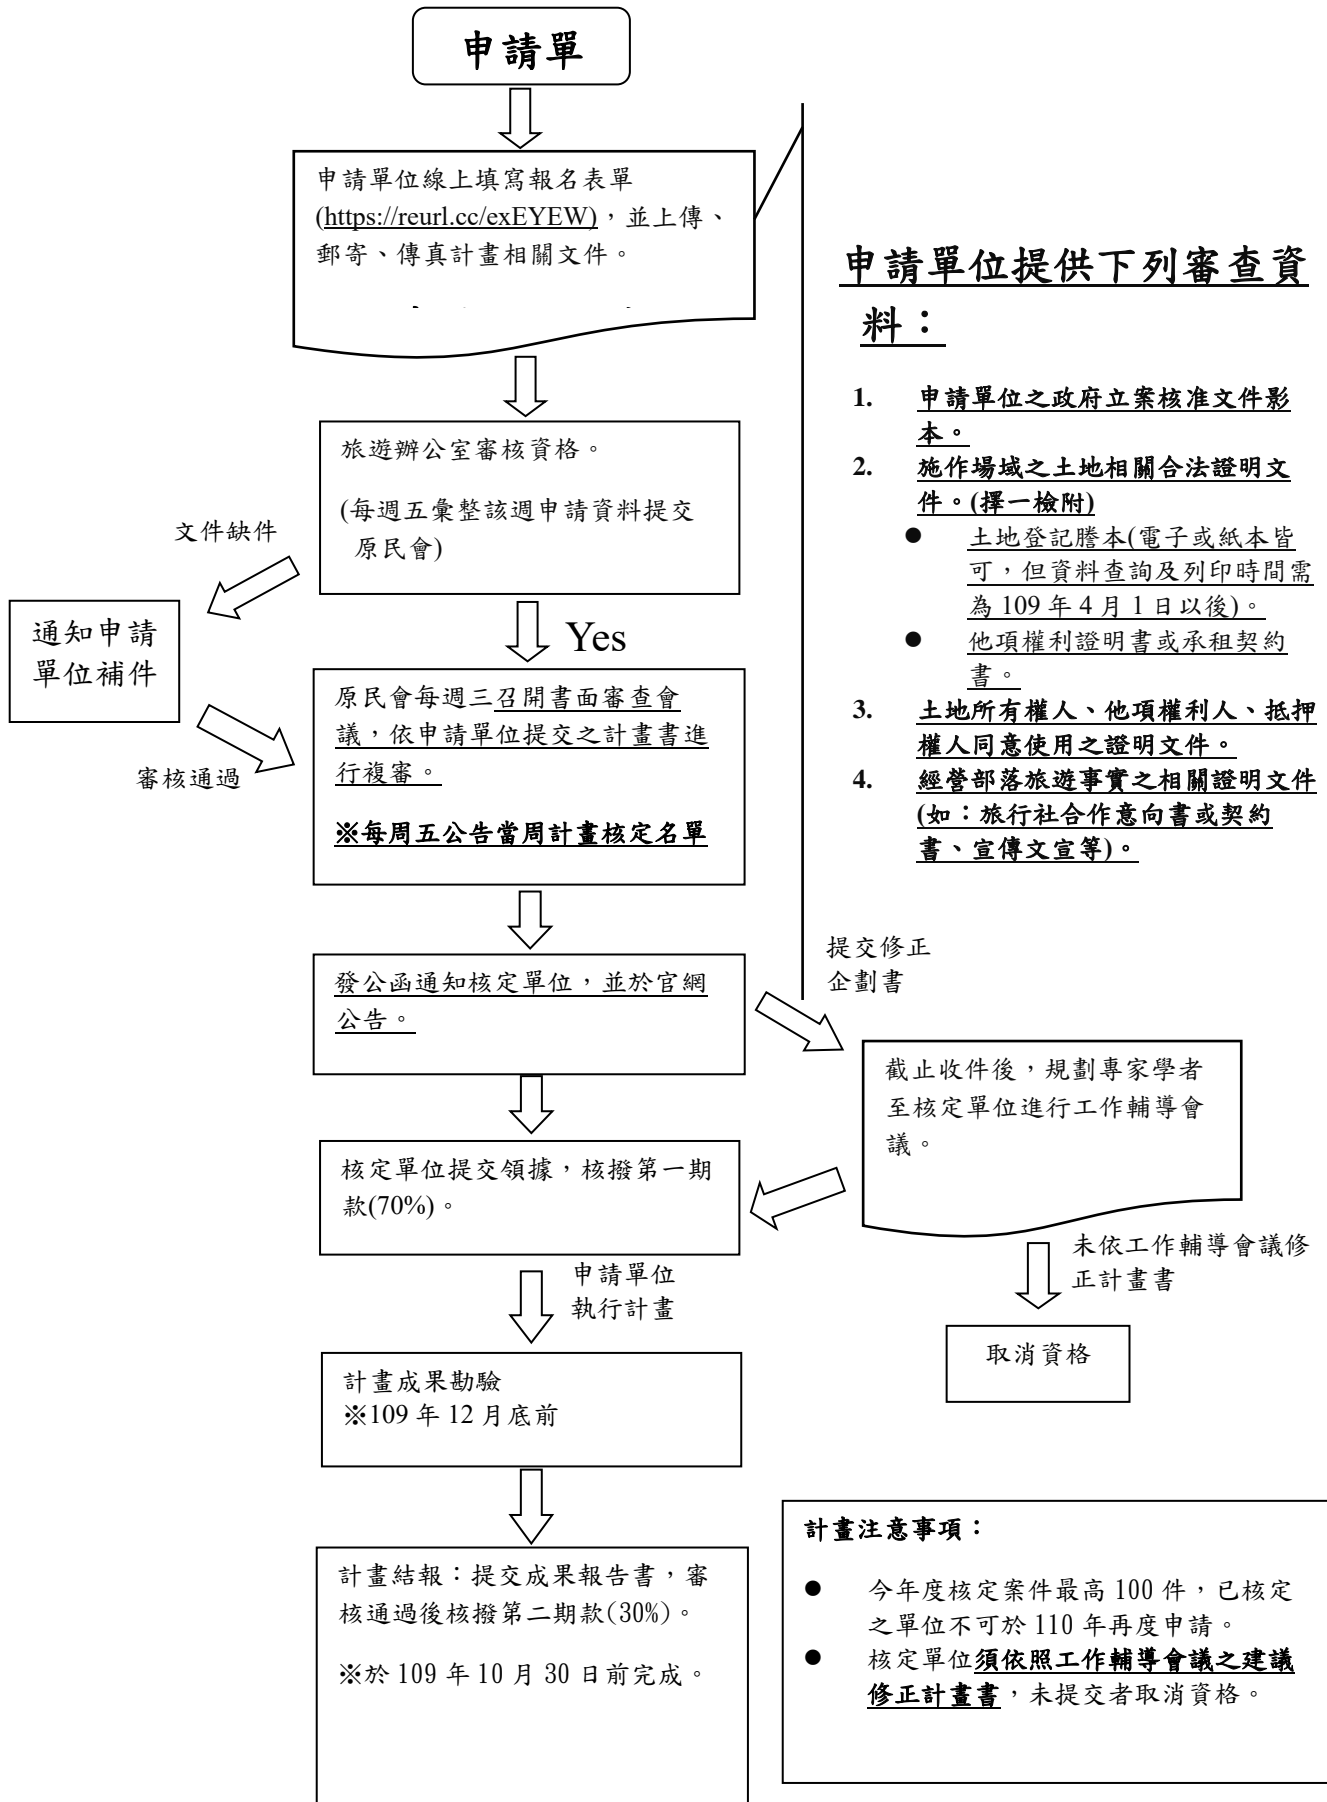 申請單
申請單位線上填寫報名表單
(https://reurl.cc/exEYEW)，並上傳、
郵寄、傳真計畫相關文件。
旅遊辦公室審核資格。
(每週五彙整該週申請資料提交
原民會)
文件缺件
通知申請
單位補件
審核通過
Yes
原民會每週三召開書面審查會
議，依申請單位提交之計畫書進
行複審。
※每周五公告當周計畫核定名單
發公函通知核定單位，並於官網
公告。
提交修正
企劃書
截止收件後，規劃專家學者
至核定單位進行工作輔導會
議。
未依工作輔導會議修
正計畫書
取消資格
核定單位提交領據，核撥第一期
款(70%)。
申請單位
執行計畫
計畫成果勘驗
※109 年 12 月底前
計畫結報：提交成果報告書，審
核通過後核撥第二期款(30%)。
※於 109 年 10 月 30 日前完成。
申請單位提供下列審查資
料：
1. 申請單位之政府立案核准文件影
本。
2. 施作場域之土地相關合法證明文
件。(擇一檢附)
● 土地登記謄本(電子或紙本皆
可，但資料查詢及列印時間需
為 109 年 4 月 1 日以後)。
● 他項權利證明書或承租契約
書。
3. 土地所有權人、他項權利人、抵押
權人同意使用之證明文件。
4. 經營部落旅遊事實之相關證明文件
(如：旅行社合作意向書或契約
書、宣傳文宣等)。
計畫注意事項：
● 今年度核定案件最高 100 件，已核定
之單位不可於 110 年再度申請。
● 核定單位須依照工作輔導會議之建議
修正計畫書，未提交者取消資格。